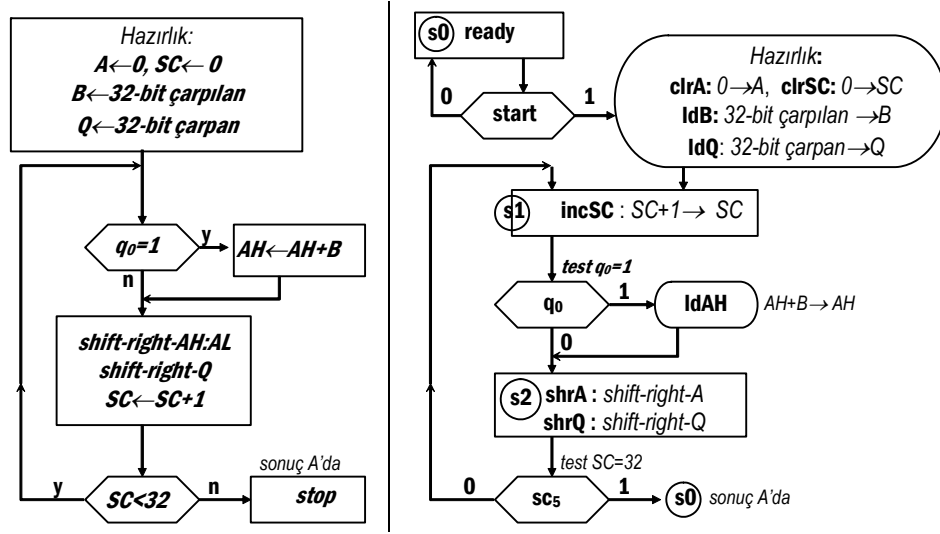 Hazırlık:
A←0, SC← 0
B←32-bit çarpılan
Q←32-bit çarpan
q₀=1
y
AH←AH+B
n
shift-right-AH:AL
shift-right-Q
SC←SC+1
sonuç A'da
y
SC<32
n
stop
s0 ready
0
start
1
Hazırlık:
clrA: 0→A, clrSC: 0→SC
ldB: 32-bit çarpılan →B
ldQ: 32-bit çarpan→Q
s1 incSC : SC+1→ SC
test q₀=1
q₀
1
ldAH
AH+B→ AH
0
s2 shrA : shift-right-A
shrQ : shift-right-Q
test SC=32
0
sc₅
1
s0 sonuç A'da